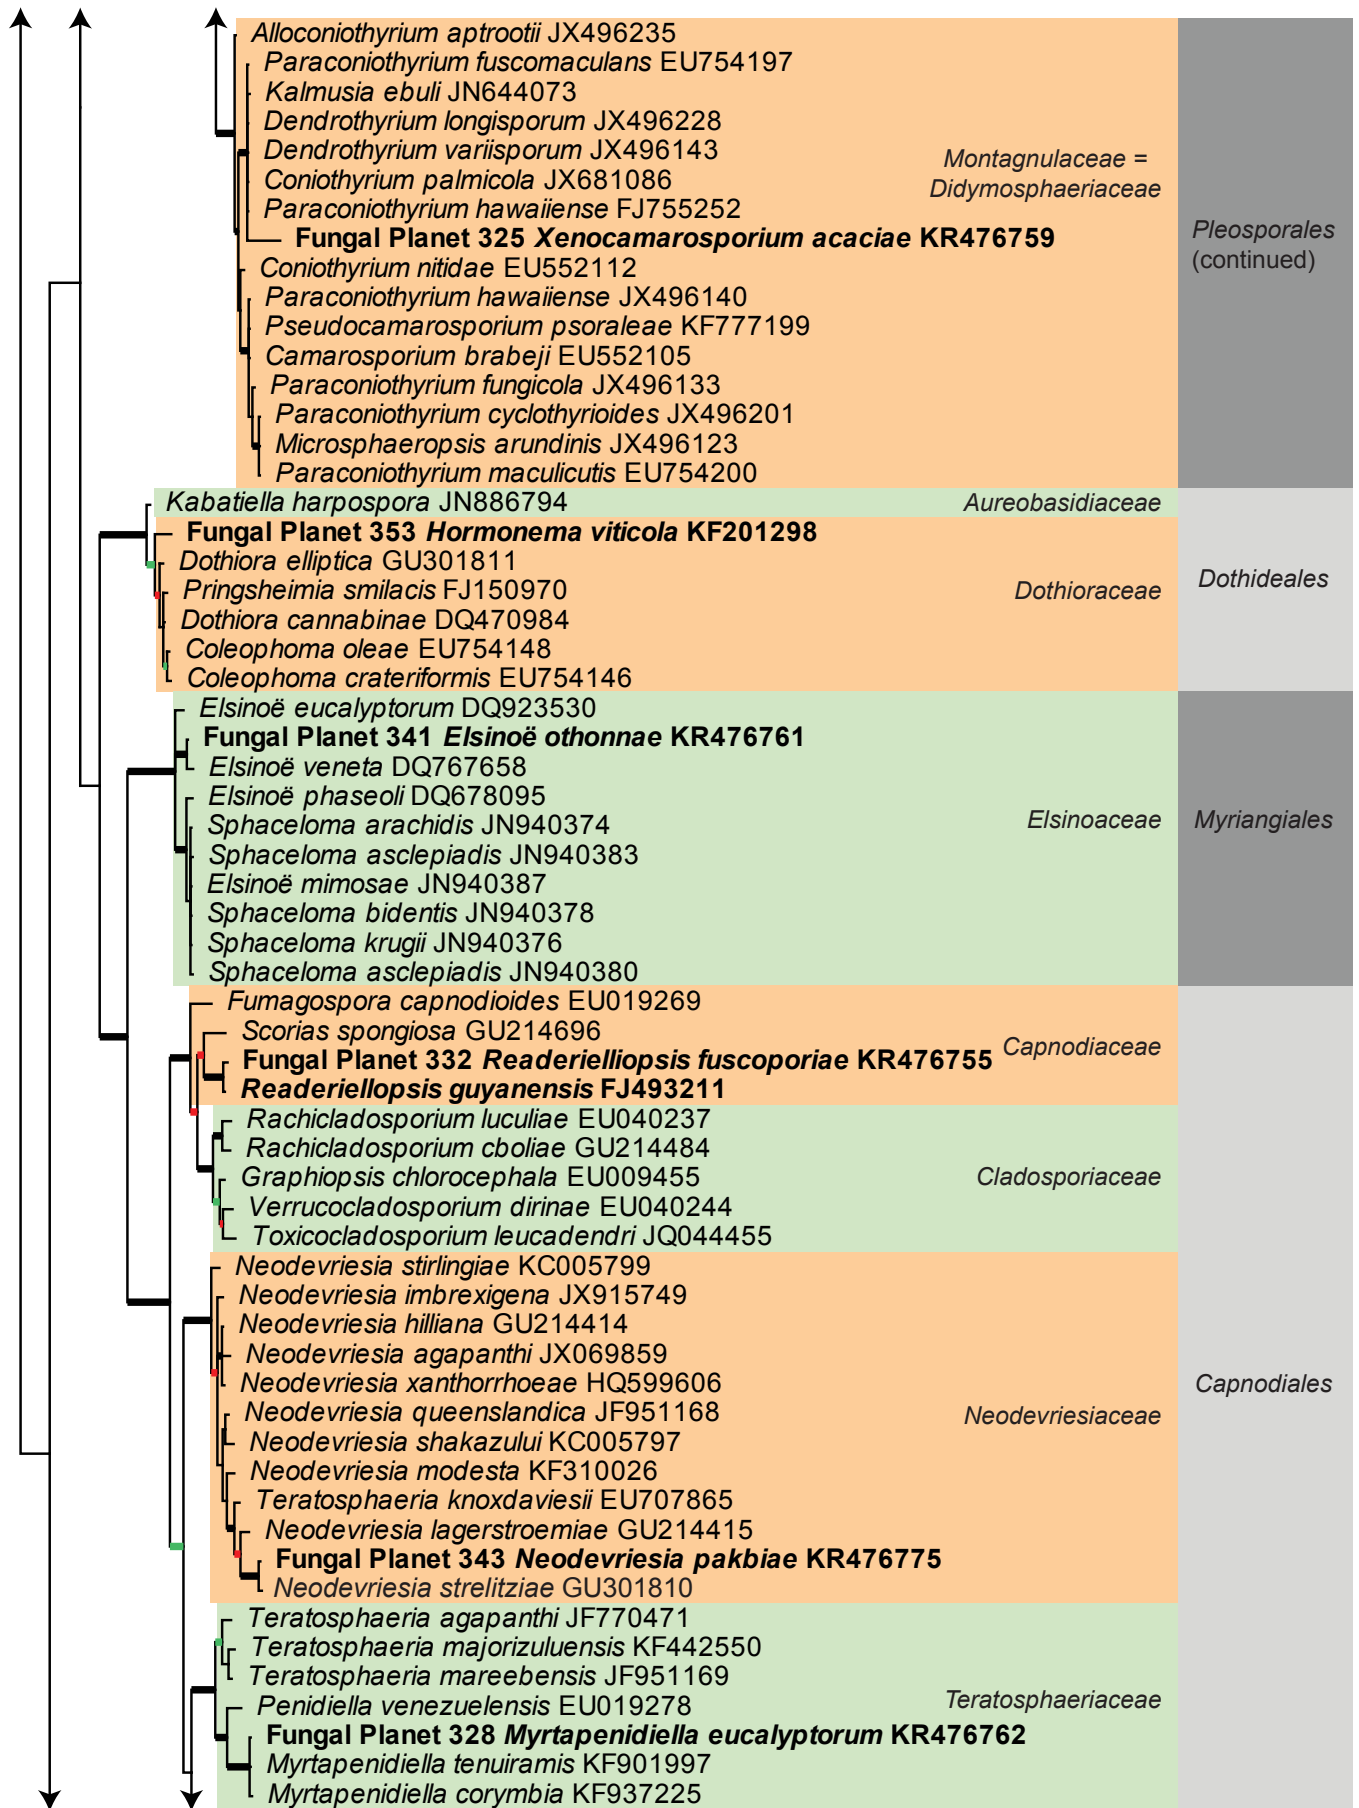 Alloconiothyrium aptrootii JX496235
Paraconiothyrium fuscomaculans EU754197
Kalmusia ebuli JN644073
Dendrothyrium longisporum JX496228
Dendrothyrium variisporum JX496143
Coniothyrium palmicola JX681086
Paraconiothyrium hawaiiense FJ755252
Fungal Planet 325 Xenocamarosporium acaciae KR476759
Coniothyrium nitidae EU552112
Paraconiothyrium hawaiiense JX496140
Pseudocamarosporium psoraleae KF777199
Camarosporium brabeji EU552105
Paraconiothyrium fungicola JX496133
Paraconiothyrium cyclothyrioides JX496201
Microsphaeropsis arundinis JX496123
Paraconiothyrium maculicutis EU754200
Montagnulaceae =
Didymosphaeriaceae
Pleosporales
(continued)
Kabatiella harpospora JN886794
Aureobasidiaceae
Fungal Planet 353 Hormonema viticola KF201298
Dothiora elliptica GU301811
Pringsheimia smilacis FJ150970
Dothiora cannabinae DQ470984
Coleophoma oleae EU754148
Coleophoma crateriformis EU754146
Dothioraceae
Dothideales
Elsinoë eucalyptorum DQ923530
Fungal Planet 341 Elsinoë othonnae KR476761
Elsinoë veneta DQ767658
Elsinoë phaseoli DQ678095
Sphaceloma arachidis JN940374
Sphaceloma asclepiadis JN940383
Elsinoë mimosae JN940387
Sphaceloma bidentis JN940378
Sphaceloma krugii JN940376
Sphaceloma asclepiadis JN940380
Elsinoaceae
Myriangiales
Fumagospora capnodioides EU019269
Scorias spongiosa GU214696
Fungal Planet 332 Readerielliopsis fuscoporiae KR476755
Readeriellopsis guyanensis FJ493211
Capnodiaceae
Rachicladosporium luculiae EU040237
Rachicladosporium cboliae GU214484
Graphiopsis chlorocephala EU009455
Verrucocladosporium dirinae EU040244
Toxicocladosporium leucadendri JQ044455
Cladosporiaceae
Neodevriesia stirlingiae KC005799
Neodevriesia imbrexigena JX915749
Neodevriesia hilliana GU214414
Neodevriesia agapanthi JX069859
Neodevriesia xanthorrhoeae HQ599606
Neodevriesia queenslandica JF951168
Neodevriesia shakazului KC005797
Neodevriesia modesta KF310026
Teratosphaeria knoxdaviesii EU707865
Neodevriesia lagerstroemiae GU214415
Fungal Planet 343 Neodevriesia pakbiae KR476775
Neodevriesia strelitziae GU301810
Neodevriesiaceae
Capnodiales
Teratosphaeria agapanthi JF770471
Teratosphaeria majorizuluensis KF442550
Teratosphaeria mareebensis JF951169
Penidiella venezuelensis EU019278
Fungal Planet 328 Myrtapenidiella eucalyptorum KR476762
Myrtapenidiella tenuiramis KF901997
Myrtapenidiella corymbia KF937225
Teratosphaeriaceae